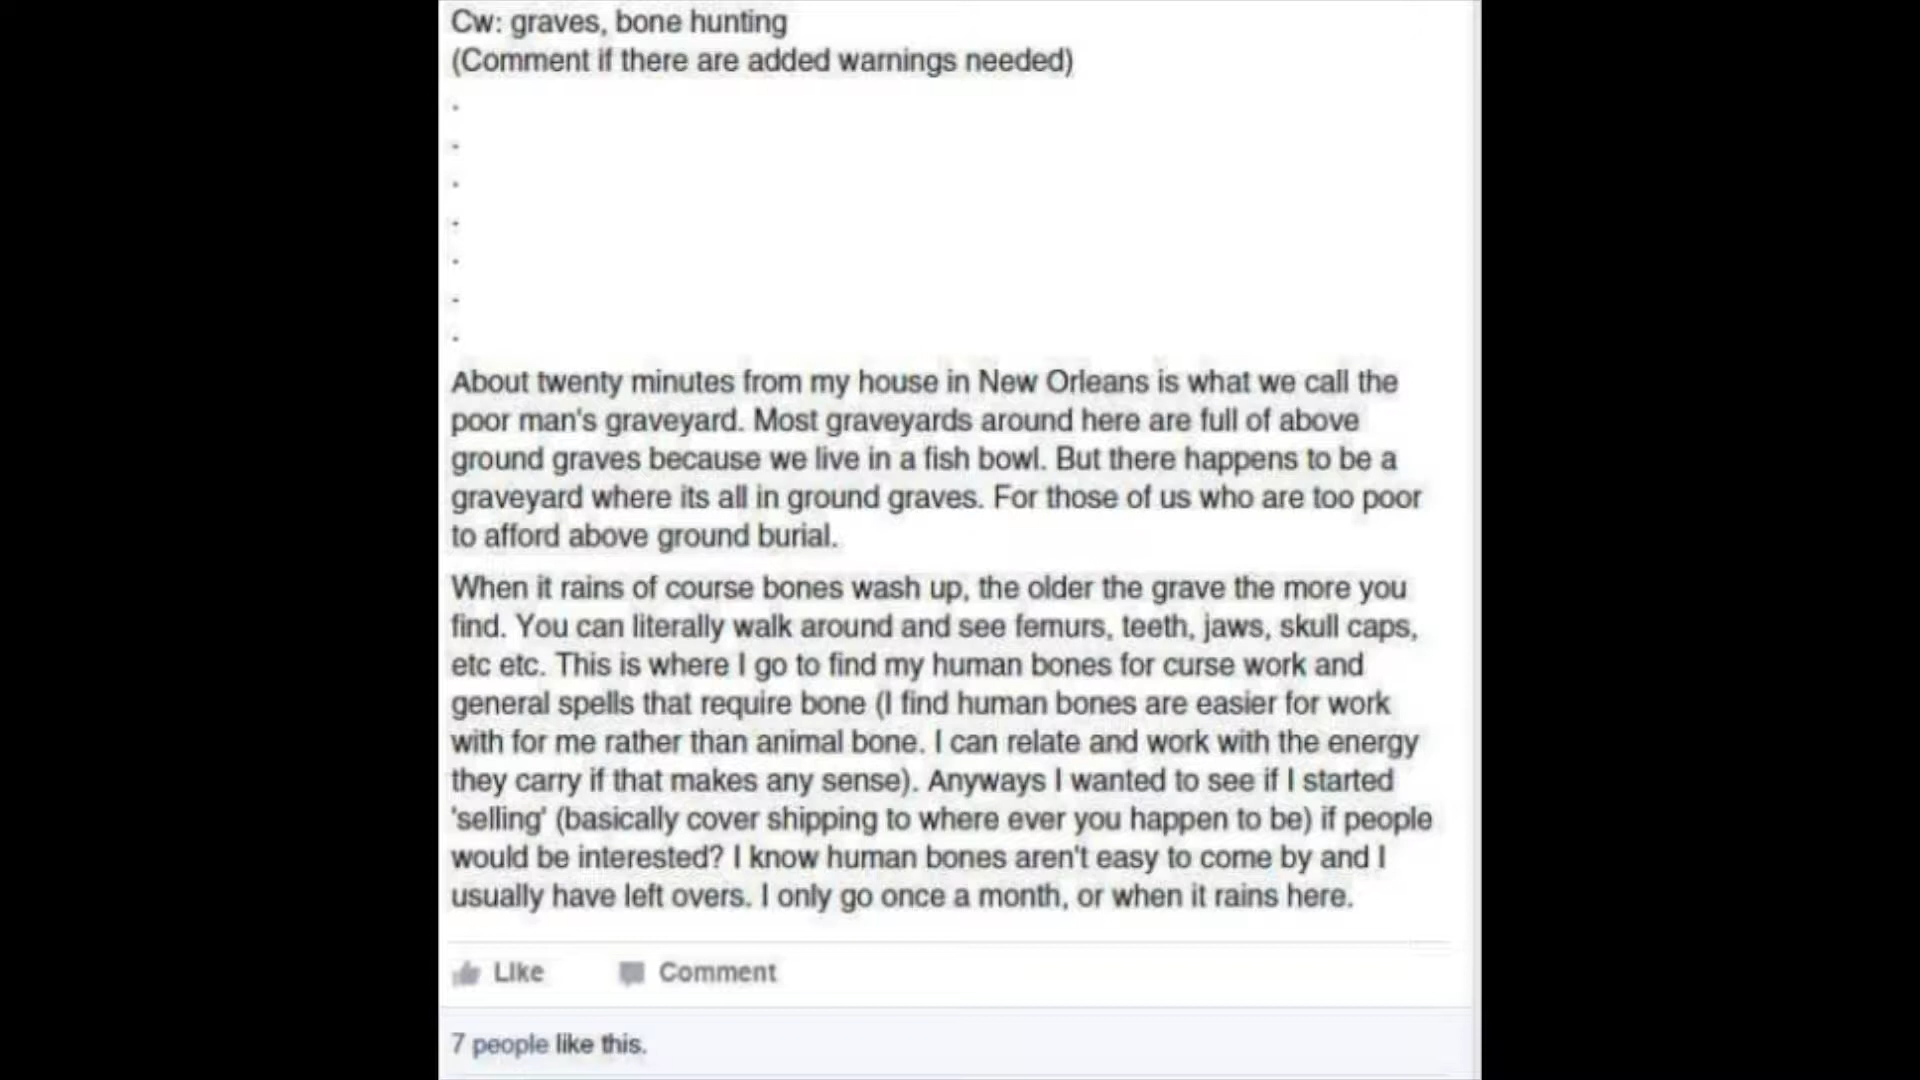 Cw: graves, bone hunting
(Comment if there are added warnings needed)
.
.
.
.
.
.
.
About twenty minutes from my house in New Orleans is what we call the
poor man's graveyard. Most graveyards around here are full of above
ground graves because we live in a fish bowl. But there happens to be a
graveyard where its all in ground graves. For those of us who are too poor
to afford above ground burial.
When it rains of course bones wash up, the older the grave the more you
find. You can literally walk around and see femurs, teeth, jaws, skull caps,
etc etc. This is where I go to find my human bones for curse work and
general spells that require bone (I find human bones are easier for work
with for me rather than animal bone. I can relate and work with the energy
they carry if that makes any sense). Anyways I wanted to see if I started
'selling' (basically cover shipping to where ever you happen to be) if people
would be interested? I know human bones aren't easy to come by and I
usually have left overs. I only go once a month, or when it rains here.
Like Comment
7 people like this.